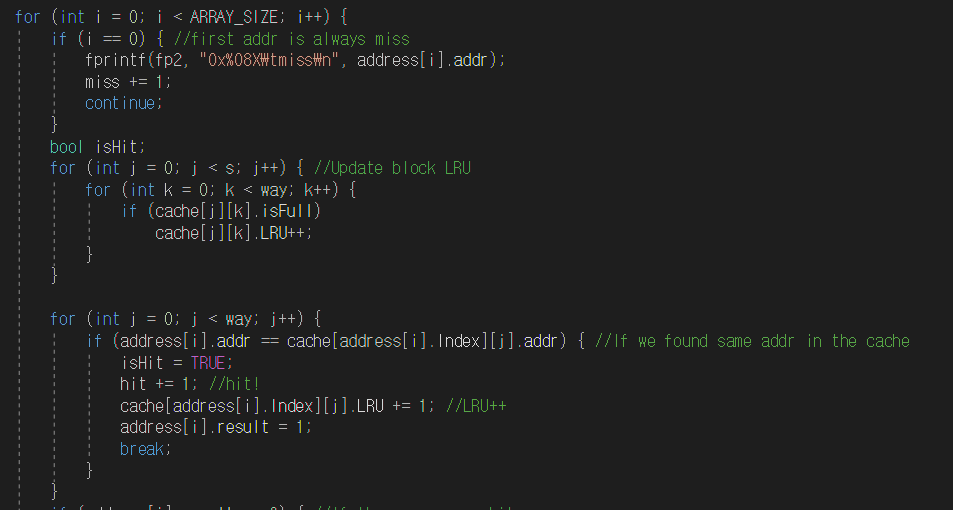 for (int i = 0; i < ARRAY_SIZE; i++) {
if (i == 0) { //first addr is always miss
fprintf(fp2, "0x%08X₩tmiss₩n", address[i].addr);
miss += 1;
continue;
}
bool isHit;
for (int j = 0; j < s; j++) { //Update block LRU
for (int k = 0; k < way; k++) {
if (cache[j][k].isFull)
cache[j][k].LRU++;
}
}
for (int j = 0; j < way; j++) {
if (address[i].addr == cache[address[i].Index][j].addr) { //If we found same addr in the cache
isHit = TRUE;
hit += 1; //hit!
cache[address[i].Index][j].LRU += 1; //LRU++
address[i].result = 1;
break;
}
}